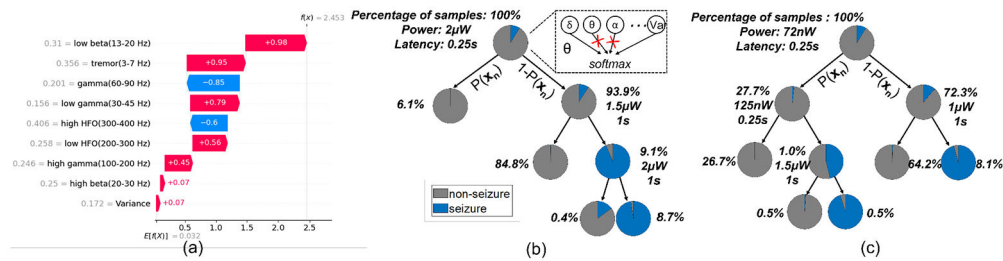 f(x) = 2.453
0.31 = low beta(13-20 Hz)
+0.98
0.356 = tremor(3-7 Hz)
+0.95
0.201 = gamma(60-90 Hz)
−0.85
0.156 = low gamma(30-45 Hz)
+0.79
0.406 = high HFO(300-400 Hz)
−0.6
0.258 = low HFO(200-300 Hz)
+0.56
0.246 = high gamma(100-200 Hz)
+0.45
0.25 = high beta(20-30 Hz)
+0.07
0.172 = Variance
+0.07
0.5 1.0 1.5 2.0 2.5
E[f(X)] = 0.032
(a)
Percentage of samples : 100%
Power: 2µW
Latency: 0.25s
δ θ α ··· Var
θ
softmax
P(xn)
1-P(xn)
6.1%
93.9%
1.5µW
1s
84.8%
9.1%
2µW
1s
non-seizure
seizure
0.4%
8.7%
(b)
Percentage of samples : 100%
Power: 72nW
Latency: 0.25s
P(xn)
1-P(xn)
27.7%
125nW
0.25s
72.3%
1µW
1s
26.7%
1.0%
1.5µW
1s
64.2%
8.1%
0.5%
0.5%
(c)